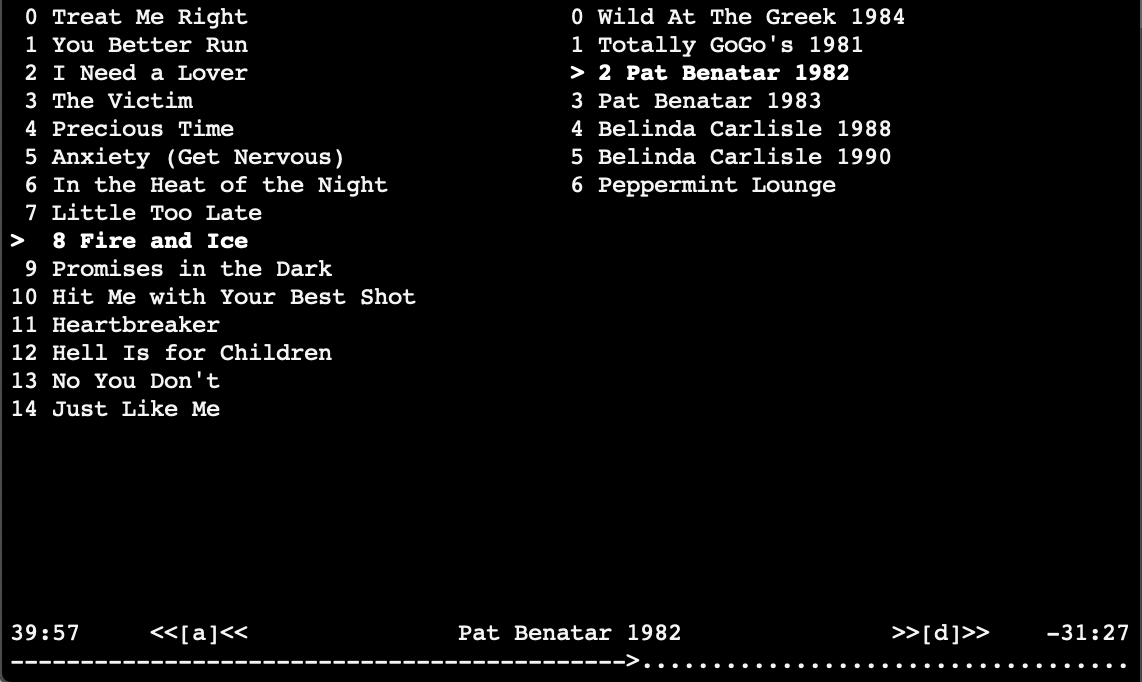 0 Treat Me Right
1 You Better Run
2 I Need a Lover
3 The Victim
4 Precious Time
5 Anxiety (Get Nervous)
6 In the Heat of the Night
7 Little Too Late
> 8 Fire and Ice
9 Promises in the Dark
10 Hit Me with Your Best Shot
11 Heartbreaker
12 Hell Is for Children
13 No You Don't
14 Just Like Me
0 Wild At The Greek 1984
1 Totally GoGo's 1981
> 2 Pat Benatar 1982
3 Pat Benatar 1983
4 Belinda Carlisle 1988
5 Belinda Carlisle 1990
6 Peppermint Lounge
39:57 <<[a]<< Pat Benatar 1982 >>[d]>> -31:27
-------------------------------------------->...................................